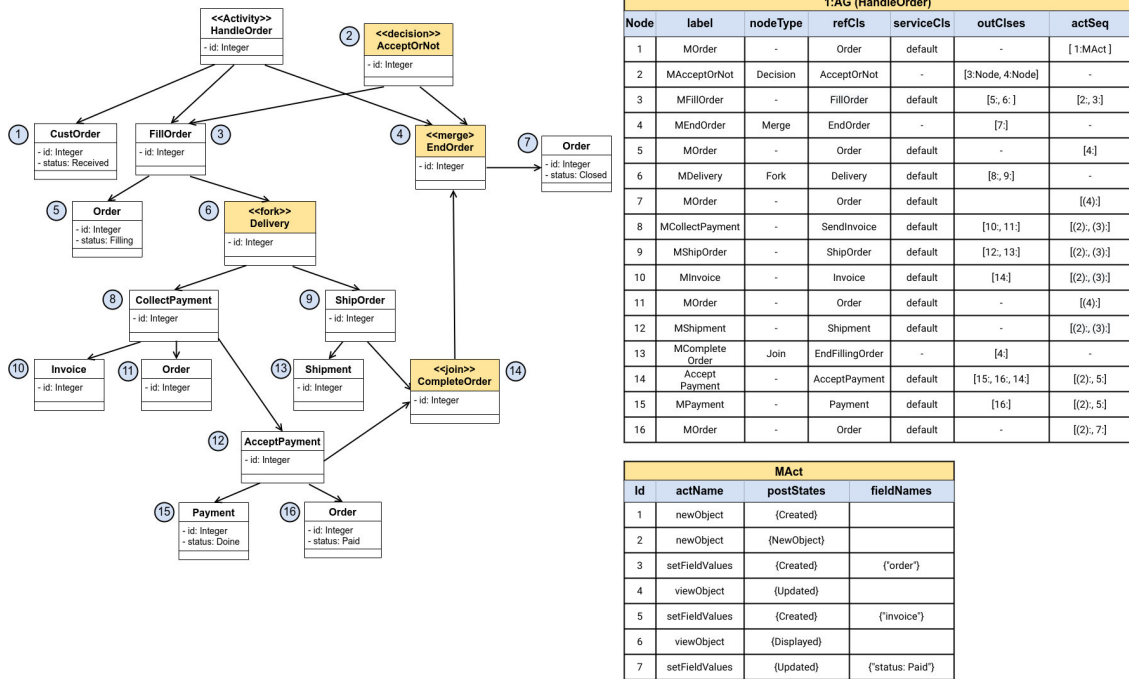 <<Activity>>
HandleOrder
- id: Integer
2
<<decision>>
AcceptOrNot
- id: Integer
1
CustOrder
- id: Integer
- status: Received
FillOrder
- id: Integer
3
4
<<merge>
EndOrder
- id: Integer
7
Order
- id: Integer
- status: Closed
5
Order
- id: Integer
- status: Filling
6
<<fork>>
Delivery
- id: Integer
8
CollectPayment
- id: Integer
9
ShipOrder
- id: Integer
10
Invoice
- id: Integer
11
Order
- id: Integer
13
Shipment
- id: Integer
<<join>>
CompleteOrder
- id: Integer
14
12
AcceptPayment
- id: Integer
15
Payment
- id: Integer
- status: Doine
16
Order
- id: Integer
- status: Paid
1:AG (HandleOrder)
Node label nodeType refCls serviceCls outClses actSeq
1 MOrder - Order default - [ 1:MAct ]
2 MAcceptOrNot Decision AcceptOrNot - [3:Node, 4:Node] -
3 MFillOrder - FillOrder default [5:, 6: ] [2:, 3:]
4 MEndOrder Merge EndOrder default [7:] -
5 MOrder - Order default - [4:]
6 MDelivery Fork Delivery default [8:, 9:] -
7 MOrder - Order default [(4):]
8 MCollectPayment - SendInvoice default [10:, 11:] [(2):, (3):]
9 MShipOrder - ShipOrder default [12:, 13:] [(2):, (3):]
10 MInvoice - Invoice default [14:] [(2):, (3):]
11 MOrder - Order default - [(4):]
12 MShipment - Shipment default - [(2):, (3):]
13 MComplete Order Join EndFillingOrder - [4:] -
14 Accept Payment - AcceptPayment default [15:, 16:, 14:] [(2):, 5:]
15 MPayment - Payment default [16:] [(2):, 5:]
16 MOrder - Order default - [(2):, 7:]
MAct
Id actName postStates fieldNames
1 newObject {Created}
2 newObject {NewObject}
3 setFieldValues {Created} {"order"}
4 viewObject {Updated}
5 setFieldValues {Created} {"invoice"}
6 viewObject {Displayed}
7 setFieldValues {Updated} {"status: Paid"}